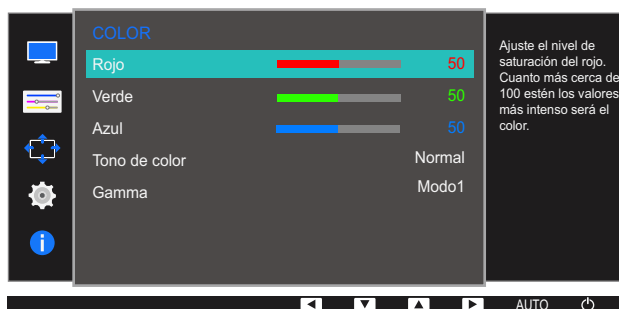 COLOR
Rojo 50
Verde 50
Azul 50
Tono de color Normal
Gamma Modo1
Ajuste el nivel de
saturación del rojo.
Cuanto más cerca de
100 estén los valores
más intenso será el
color.
AUTO